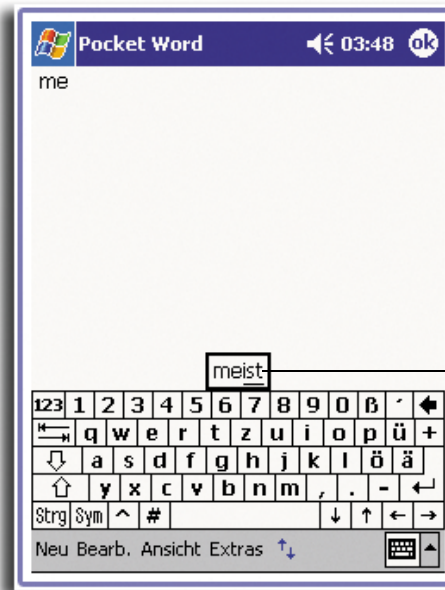 Pocket Word 03:48 ok
me
meist
123 1 2 3 4 5 6 7 8 9 0 ß ´
q w e r t z u i o p ü +
a s d f g h j k l ö ä
y x c v b n m , . -
Strg Sym ^ # ↓ ↑ ← →
Neu Bearb. Ansicht Extras